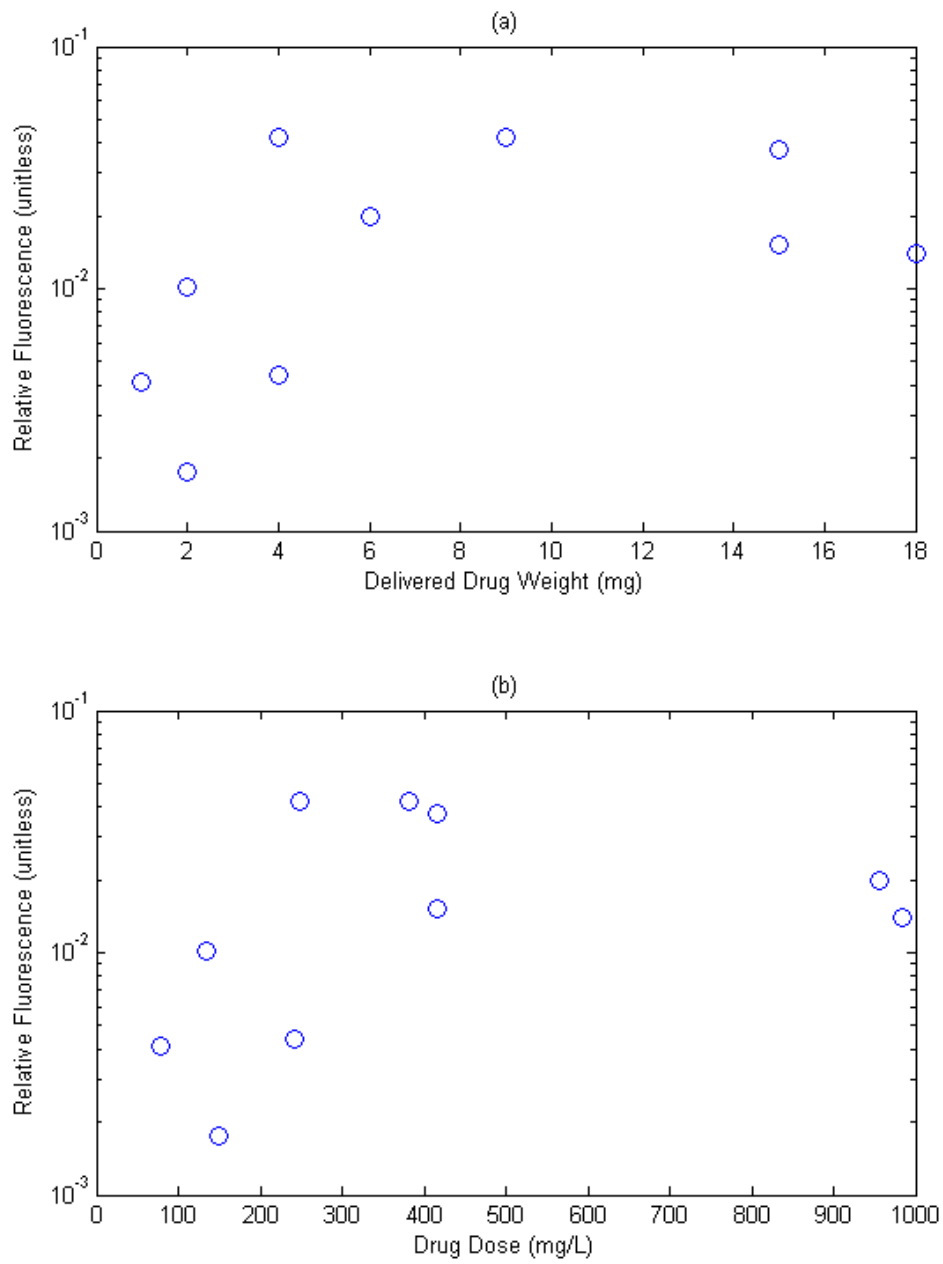 (a)
10-1
10-2
10-3
Relative Fluorescence (unitless)
0 2 4 6 8 10 12 14 16 18
Delivered Drug Weight (mg)
(b)
10-1
10-2
10-3
Relative Fluorescence (unitless)
0 100 200 300 400 500 600 700 800 900 1000
Drug Dose (mg/L)